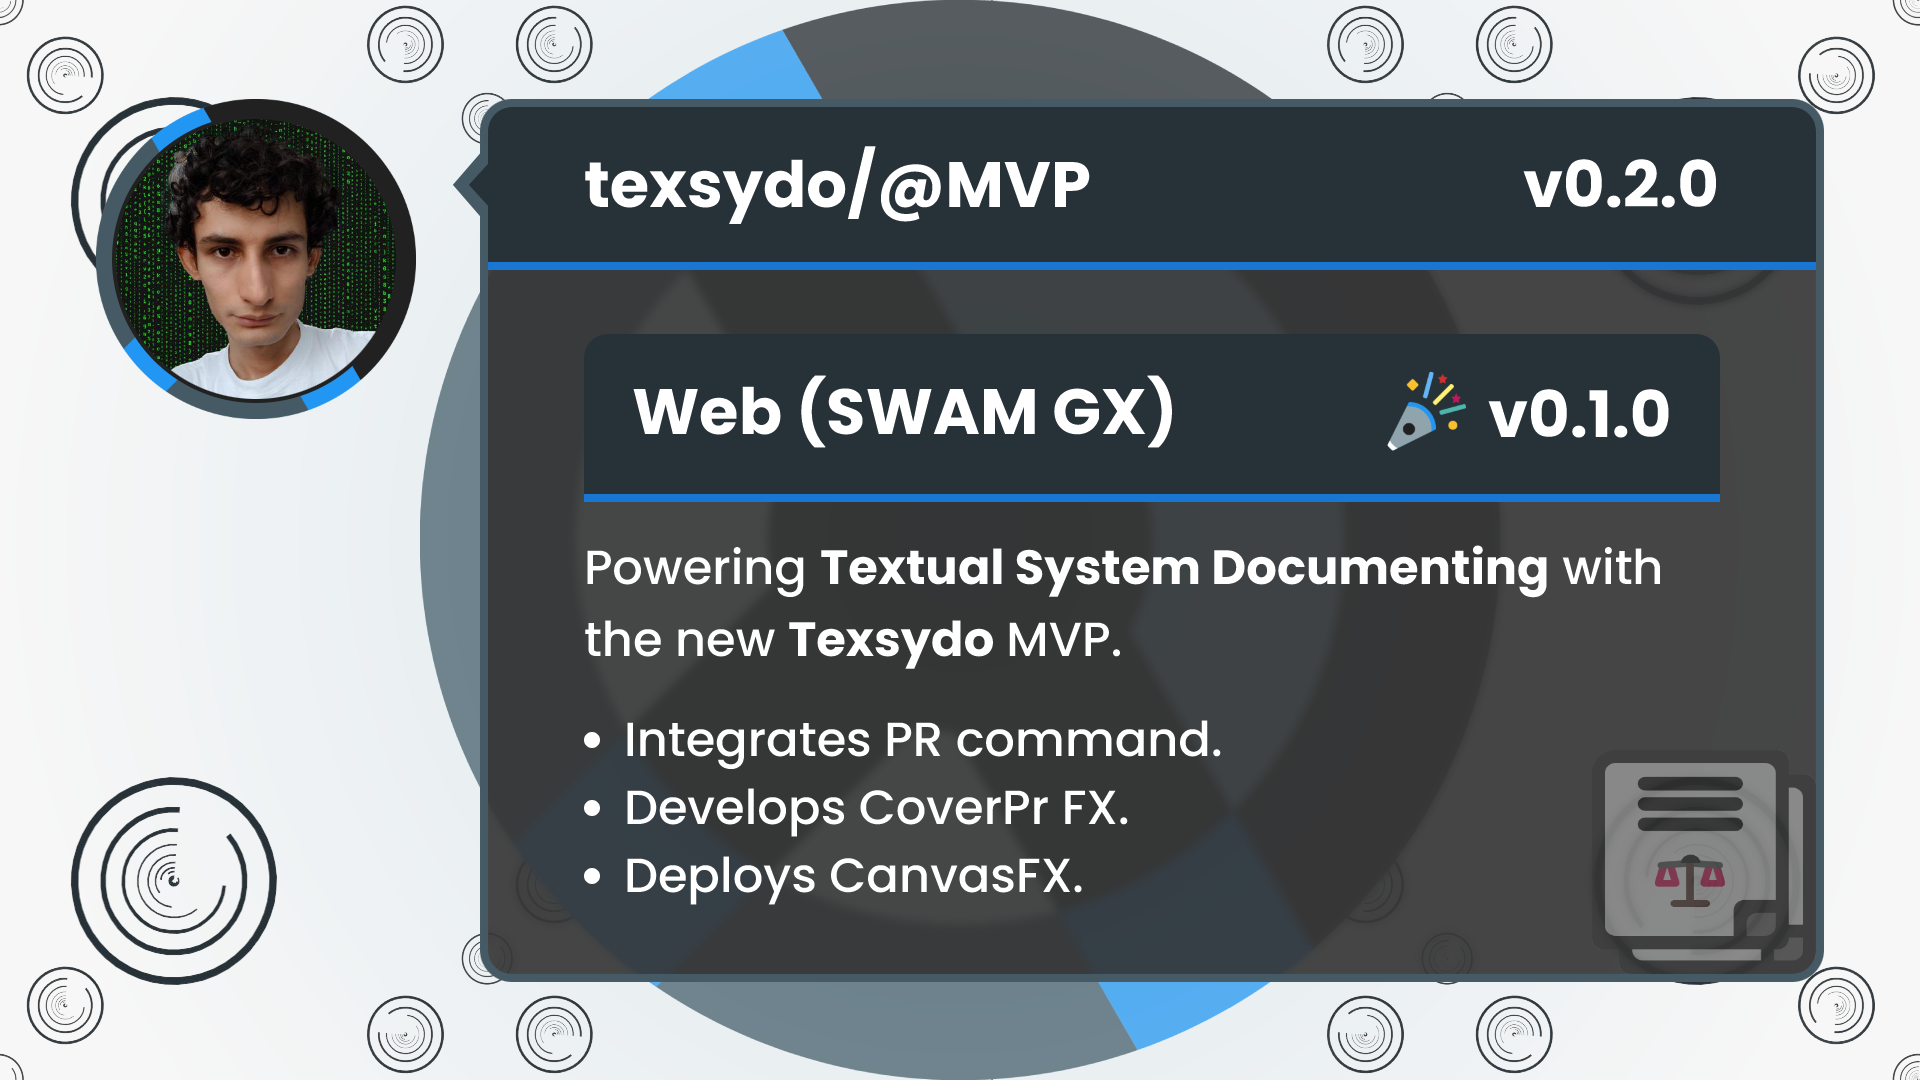 texsydo/@MVP
v0.2.0
Web (SWAM GX)
v0.1.0
Powering Textual System Documenting with
the new Texsydo MVP.
• Integrates PR command.
• Develops CoverPr FX.
• Deploys CanvasFX.